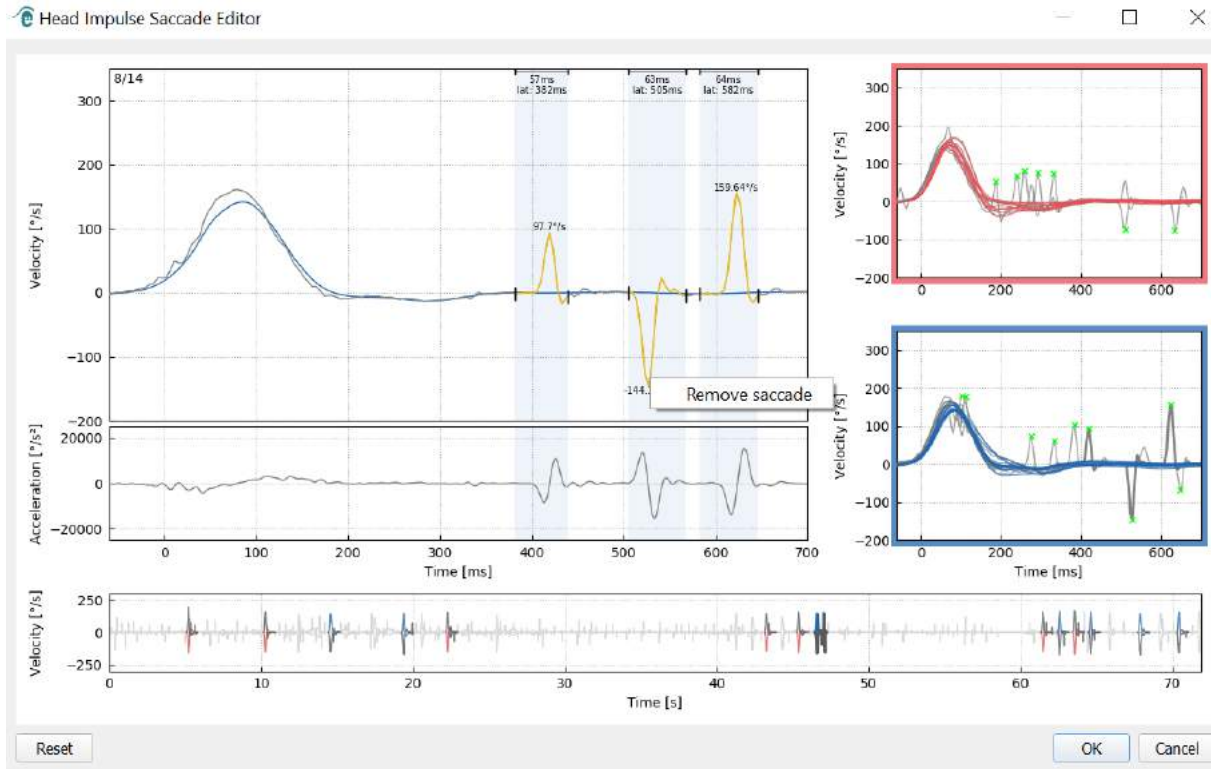 Head Impulse Saccade Editor
8/14
57ms
lat: 382ms
63ms
lat: 505ms
64ms
lat: 582ms
300
200
100
0
−100
−200
Velocity [°/s]
97.7°/s
159.64°/s
-144.
Remove saccade
20000
0
−20000
Acceleration [°/s²]
0 100 200 300 400 500 600 700
Time [ms]
300
200
100
0
−100
−200
Velocity [°/s]
0 200 400 600
300
200
100
0
−100
−200
Velocity [°/s]
0 200 400 600
Time [ms]
250
0
−250
Velocity [°/s]
0 10 20 30 40 50 60 70
Time [s]
Reset
OK
Cancel